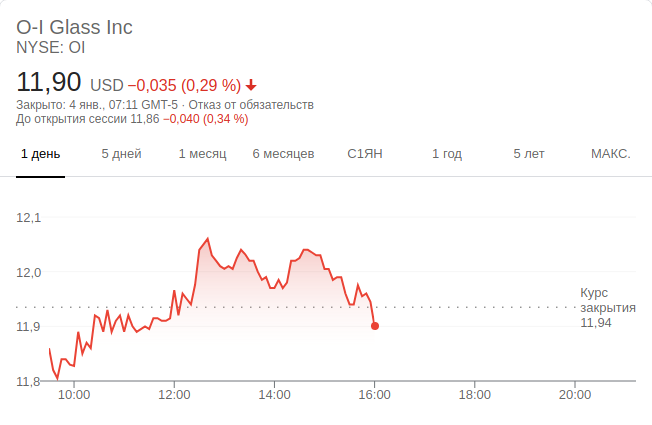 O-I Glass Inc
NYSE: OI
11,90 USD −0,035 (0,29 %)
Закрыто: 4 янв., 07:11 GMT-5 · Отказ от обязательств
До открытия сессии 11,86 −0,040 (0,34 %)
1 день 5 дней 1 месяц 6 месяцев С1ЯН 1 год 5 лет МАКС.
12,1
12,0
Курс
закрытия
11,94
11,9
11,8
10:00 12:00 14:00 16:00 18:00 20:00